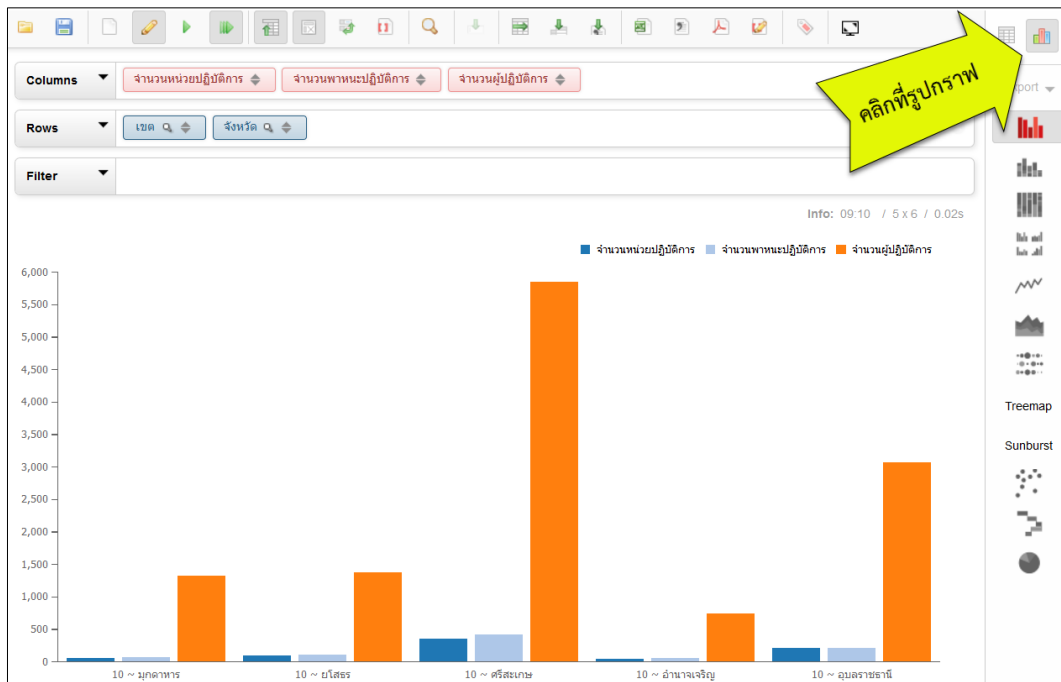 Columns จำนวนหน่วยปฏิบัติการ จำนวนพาหนะปฏิบัติการ จำนวนผู้ปฏิบัติการ
คลิกที่รูปกราฟ
port
Rows เขต จังหวัด
Filter
Info: 09:10 / 5 x 6 / 0.02s
จำนวนหน่วยปฏิบัติการ จำนวนพาหนะปฏิบัติการ จำนวนผู้ปฏิบัติการ
6,000
5,500
5,000
4,500
4,000
3,500
3,000
2,500
2,000
1,500
1,000
500
0
10 ~ มุกดาหาร 10 ~ ยโสธร 10 ~ ศรีสะเกษ 10 ~ อำนาจเจริญ 10 ~ อุบลราชธานี
Treemap
Sunburst